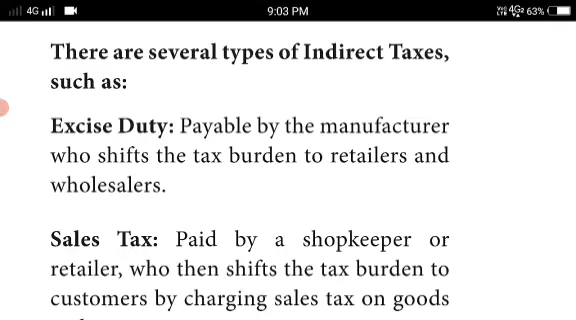 4G
9:03 PM
4G2 63%
There are several types of Indirect Taxes,
such as:
Excise Duty: Payable by the manufacturer
who shifts the tax burden to retailers and
wholesalers.
Sales Tax: Paid by a shopkeeper or
retailer, who then shifts the tax burden to
customers by charging sales tax on goods